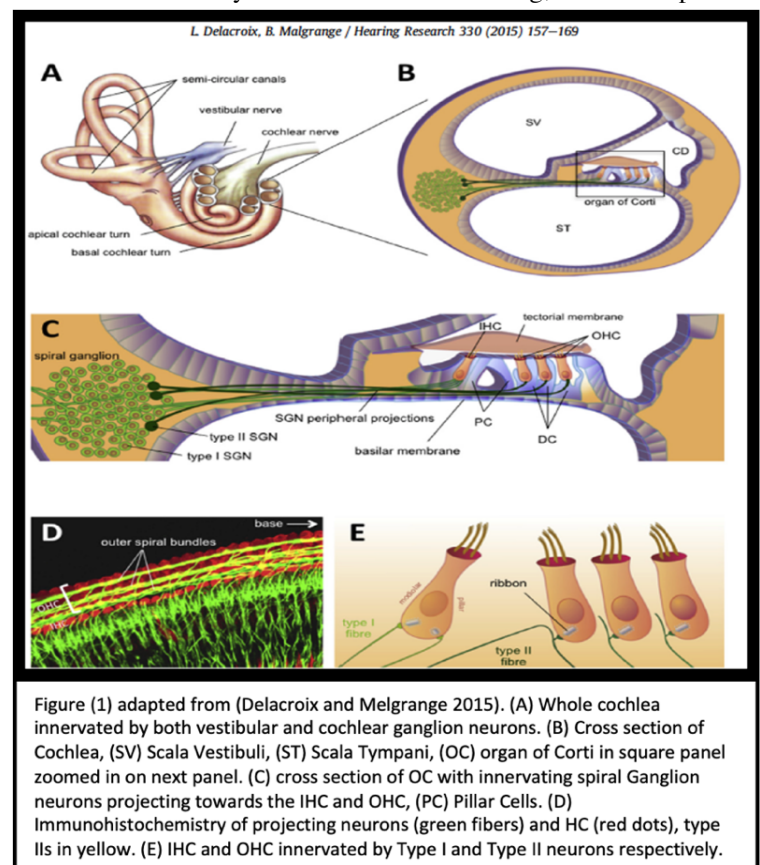 L. Delacroix, B. Malgrange / Hearing Research 330 (2015) 157–169
A
semi-circular canals
vestibular nerve
cochlear nerve
apical cochlear turn
basal cochlear turn
B
SV
CD
organ of Corti
ST
C
spiral ganglion
IHC
tectorial membrane
OHC
SGN peripheral projections
PC
DC
basilar membrane
type II SGN
type I SGN
D
base
outer spiral bundles
OHC
IHC
E
modiolar
pillar
ribbon
type I
fibre
type II
fibre
Figure (1) adapted from (Delacroix and Melgrange 2015). (A) Whole cochlea
innervated by both vestibular and cochlear ganglion neurons. (B) Cross section of
Cochlea, (SV) Scala Vestibuli, (ST) Scala Tympani, (OC) organ of Corti in square panel
zoomed in on next panel. (C) cross section of OC with innervating spiral Ganglion
neurons projecting towards the IHC and OHC, (PC) Pillar Cells. (D)
Immunohistochemistry of projecting neurons (green fibers) and HC (red dots), type
IIs in yellow. (E) IHC and OHC innervated by Type I and Type II neurons respectively.